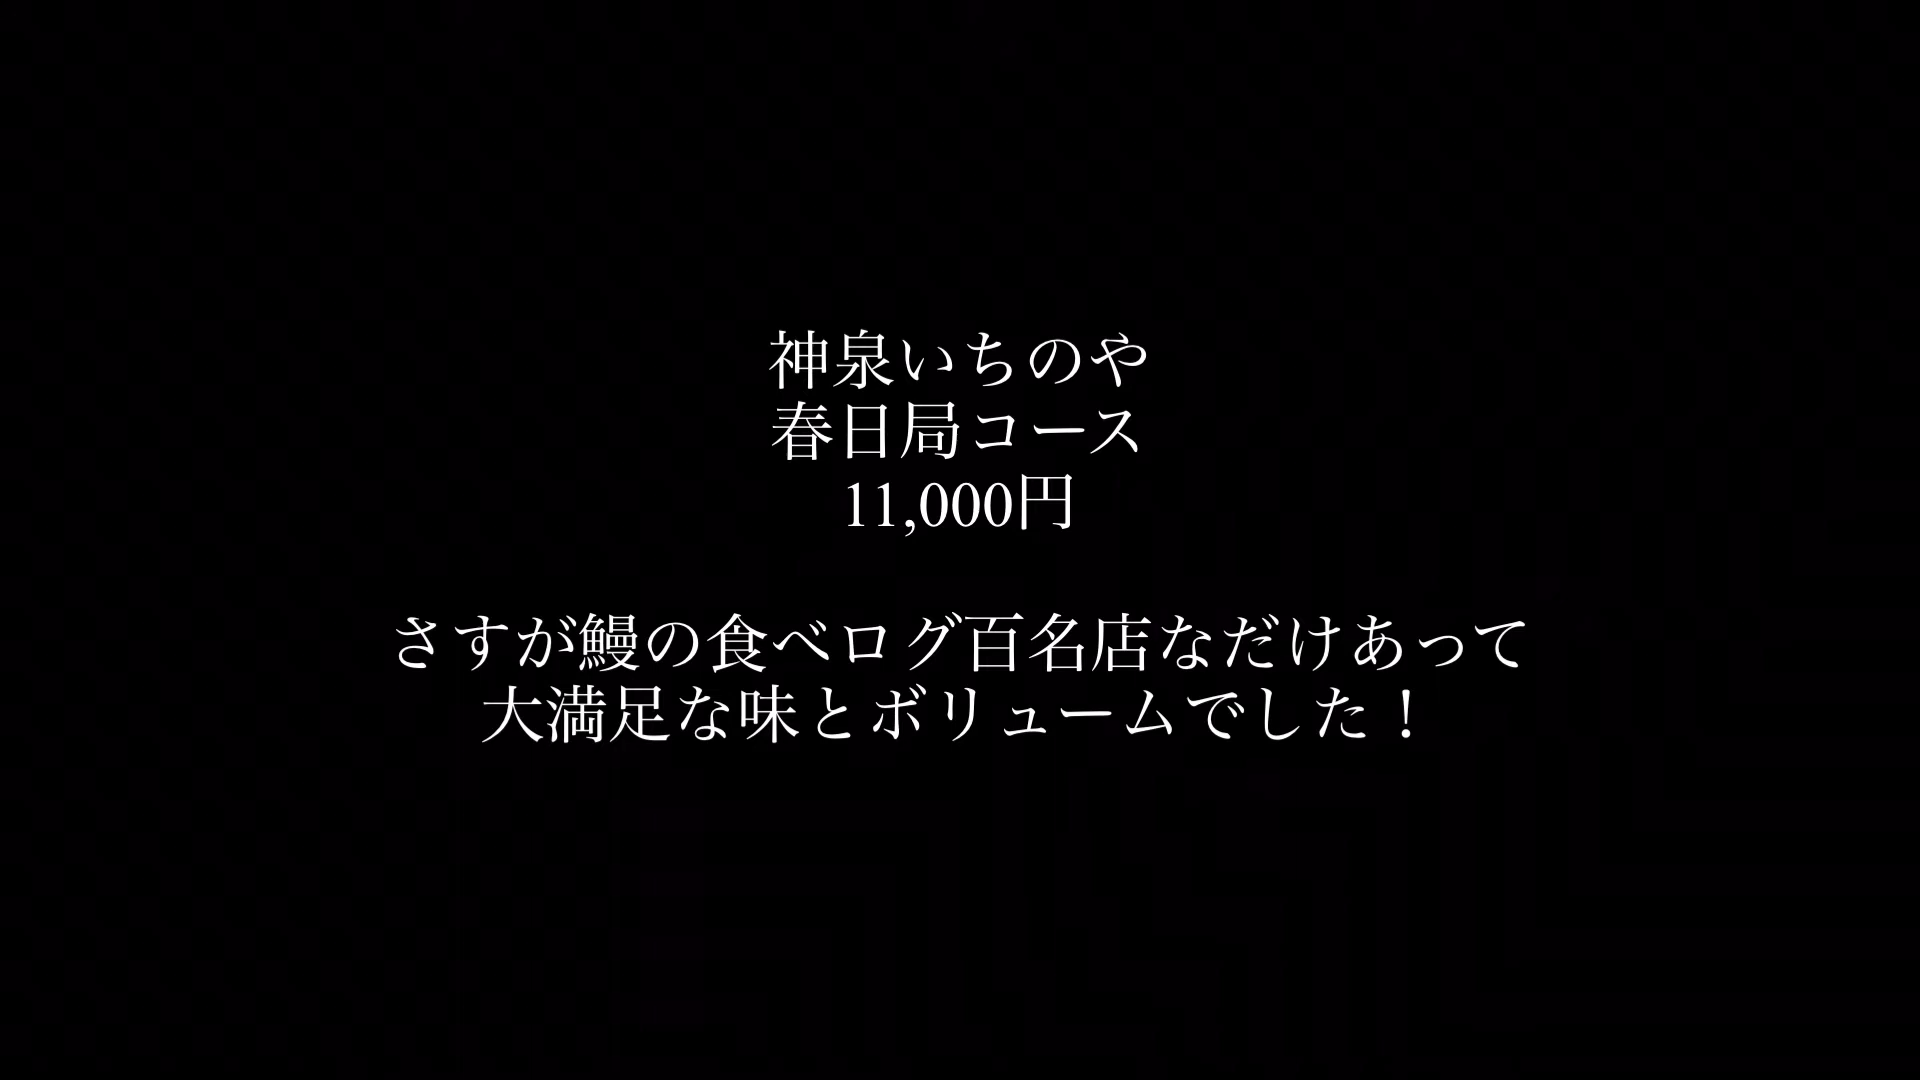 神泉いちのや
春日局コース
11,000円
さすが鰻の食べログ百名店なだけあって
大満足な味とボリュームでした！